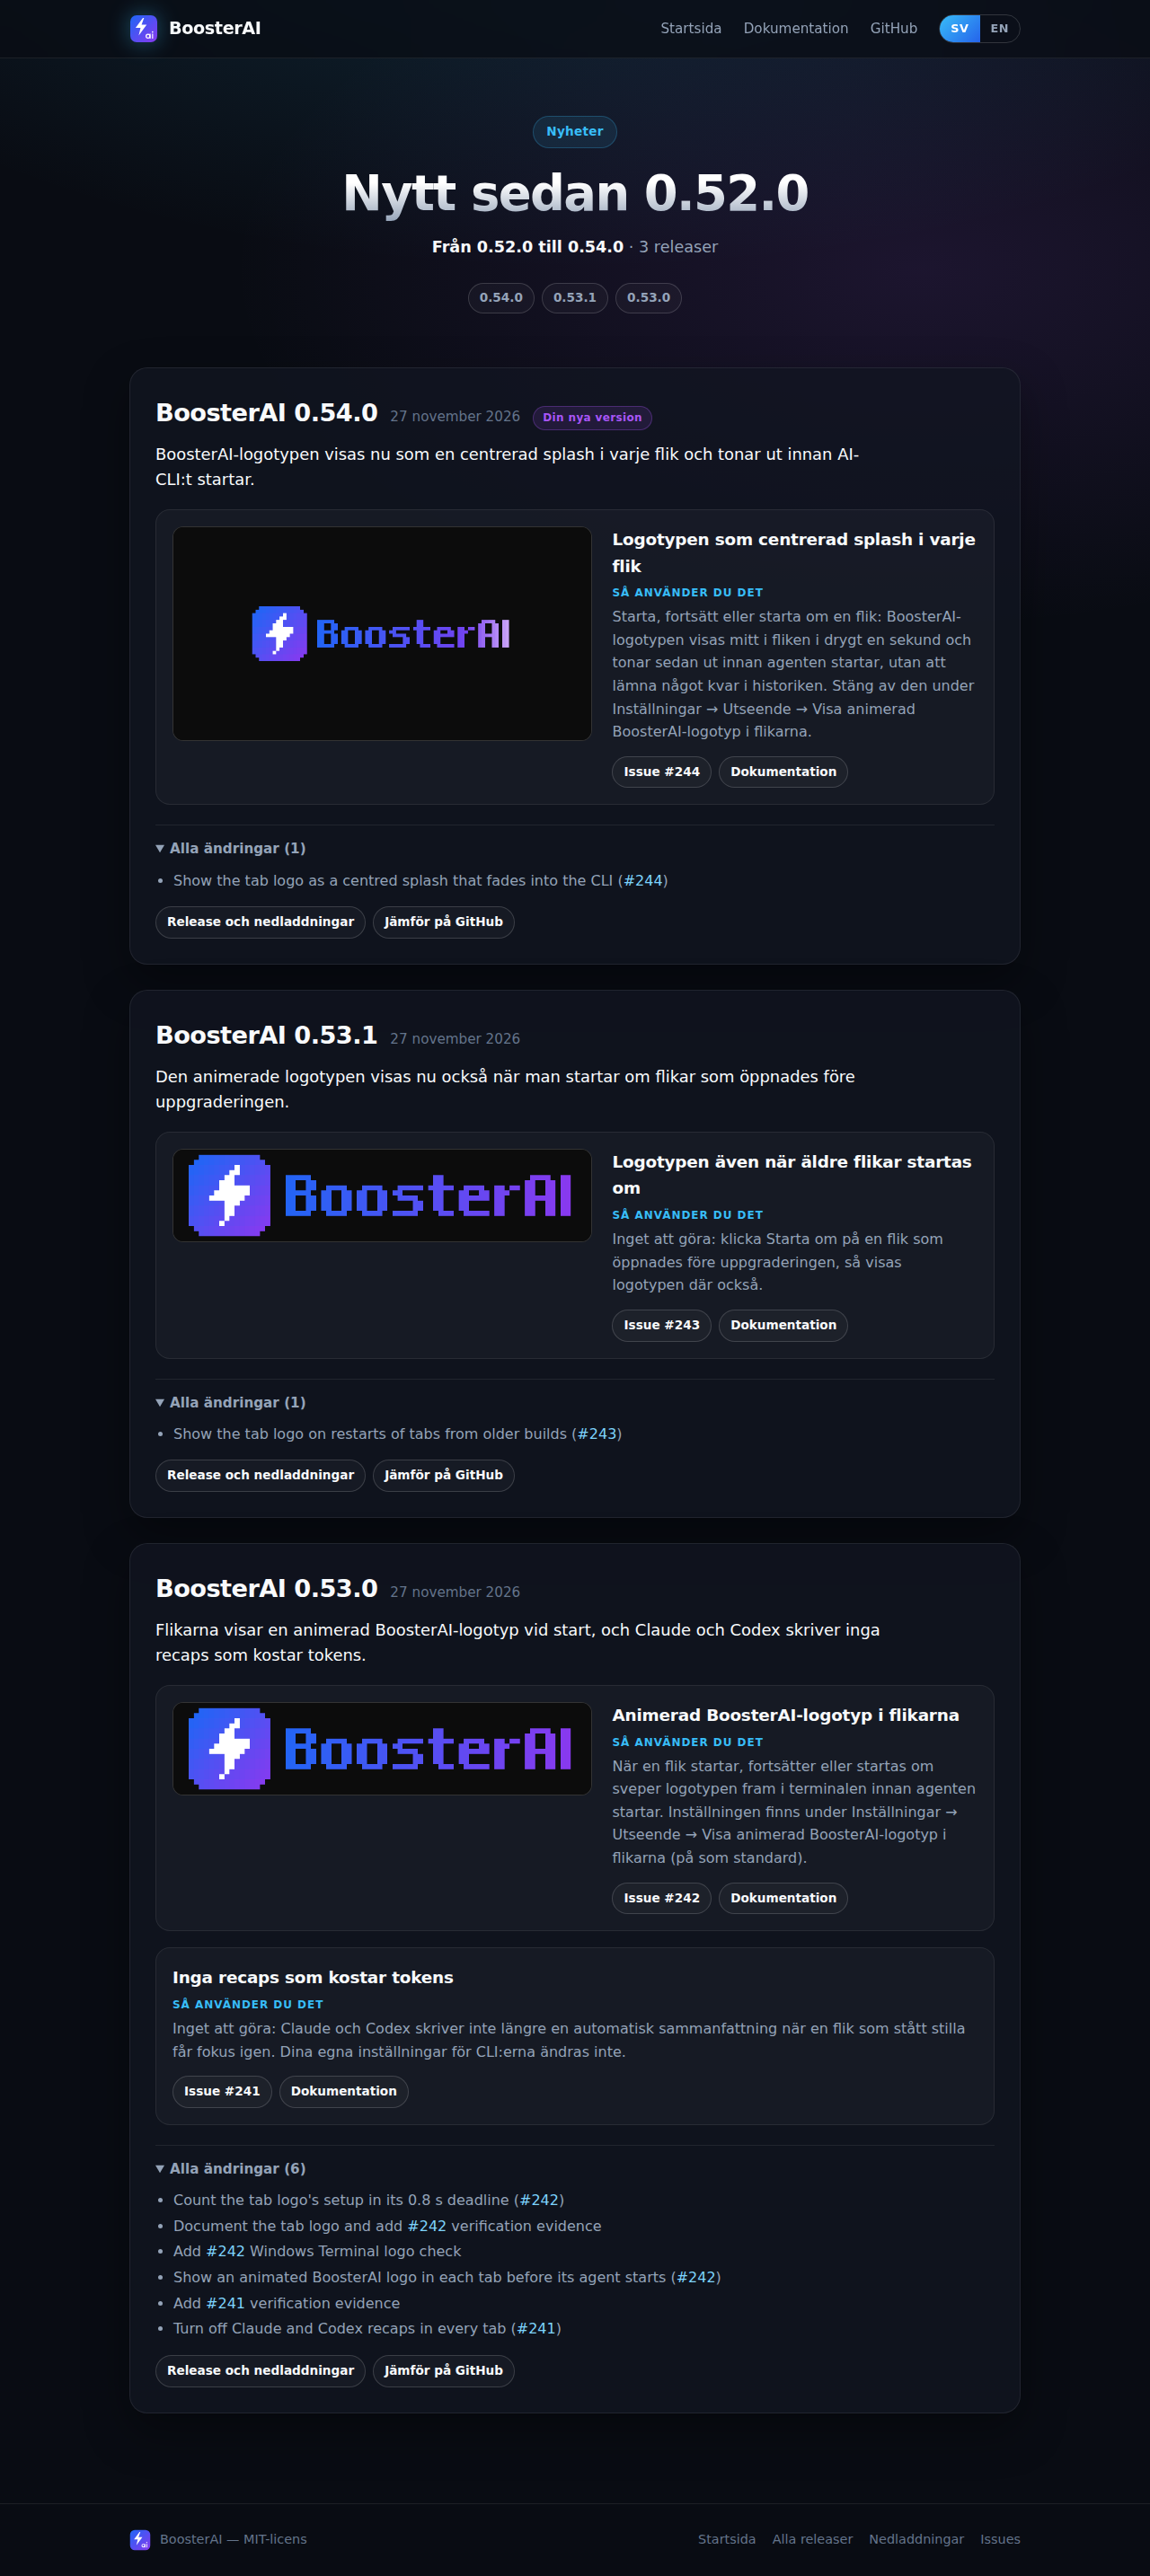 BoosterAI
Startsida
Dokumentation
GitHub
SV
EN
Nyheter
Nytt sedan 0.52.0
Från 0.52.0 till 0.54.0 · 3 releaser
0.54.0
0.53.1
0.53.0
BoosterAI 0.54.0 27 november 2026 Din nya version
BoosterAI-logotypen visas nu som en centrerad splash i varje flik och tonar ut innan AI-
CLI:t startar.
BoosterAI
Logotypen som centrerad splash i varje
flik
SÅ ANVÄNDER DU DET
Starta, fortsätt eller starta om en flik: BoosterAI-
logotypen visas mitt i fliken i drygt en sekund och
tonar sedan ut innan agenten startar, utan att
lämna något kvar i historiken. Stäng av den under
Inställningar → Utseende → Visa animerad
BoosterAI-logotyp i flikarna.
Issue #244
Dokumentation
▼ Alla ändringar (1)
• Show the tab logo as a centred splash that fades into the CLI (#244)
Release och nedladdningar
Jämför på GitHub
BoosterAI 0.53.1 27 november 2026
Den animerade logotypen visas nu också när man startar om flikar som öppnades före
uppgraderingen.
BoosterAI
Logotypen även när äldre flikar startas
om
SÅ ANVÄNDER DU DET
Inget att göra: klicka Starta om på en flik som
öppnades före uppgraderingen, så visas
logotypen där också.
Issue #243
Dokumentation
▼ Alla ändringar (1)
• Show the tab logo on restarts of tabs from older builds (#243)
Release och nedladdningar
Jämför på GitHub
BoosterAI 0.53.0 27 november 2026
Flikarna visar en animerad BoosterAI-logotyp vid start, och Claude och Codex skriver inga
recaps som kostar tokens.
BoosterAI
Animerad BoosterAI-logotyp i flikarna
SÅ ANVÄNDER DU DET
När en flik startar, fortsätter eller startas om
sveper logotypen fram i terminalen innan agenten
startar. Inställningen finns under Inställningar →
Utseende → Visa animerad BoosterAI-logotyp i
flikarna (på som standard).
Issue #242
Dokumentation
Inga recaps som kostar tokens
SÅ ANVÄNDER DU DET
Inget att göra: Claude och Codex skriver inte längre en automatisk sammanfattning när en flik som stått stilla
får fokus igen. Dina egna inställningar för CLI:erna ändras inte.
Issue #241
Dokumentation
▼ Alla ändringar (6)
• Count the tab logo's setup in its 0.8 s deadline (#242)
• Document the tab logo and add #242 verification evidence
• Add #242 Windows Terminal logo check
• Show an animated BoosterAI logo in each tab before its agent starts (#242)
• Add #241 verification evidence
• Turn off Claude and Codex recaps in every tab (#241)
Release och nedladdningar
Jämför på GitHub
BoosterAI — MIT-licens
Startsida
Alla releaser
Nedladdningar
Issues